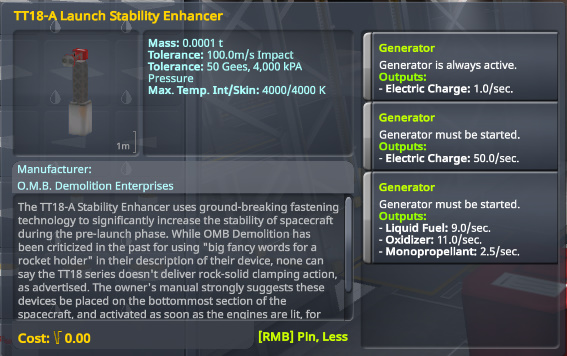 TT18-A Launch Stability Enhancer
Mass: 0.0001 t
Tolerance: 100.0m/s Impact
Tolerance: 50 Gees, 4,000 kPA
Pressure
Max. Temp. Int/Skin: 4000/4000 K
1m
Manufacturer:
O.M.B. Demolition Enterprises
The TT18-A Stability Enhancer uses ground-breaking fastening
technology to significantly increase the stability of spacecraft
during the pre-launch phase. While OMB Demolition has
been criticized in the past for using "big fancy words for a
rocket holder" in their description of their device, none can
say the TT18 series doesn't deliver rock-solid clamping action,
as advertised. The owner's manual strongly suggests these
devices be placed on the bottommost section of the
spacecraft, and activated as soon as the engines are lit, for
Cost: 0.00
[RMB] Pin, Less
Generator
Generator is always active.
Outputs:
- Electric Charge: 1.0/sec.
Generator
Generator must be started.
Outputs:
- Electric Charge: 50.0/sec.
Generator
Generator must be started.
Outputs:
- Liquid Fuel: 9.0/sec.
- Oxidizer: 11.0/sec.
- Monopropellant: 2.5/sec.